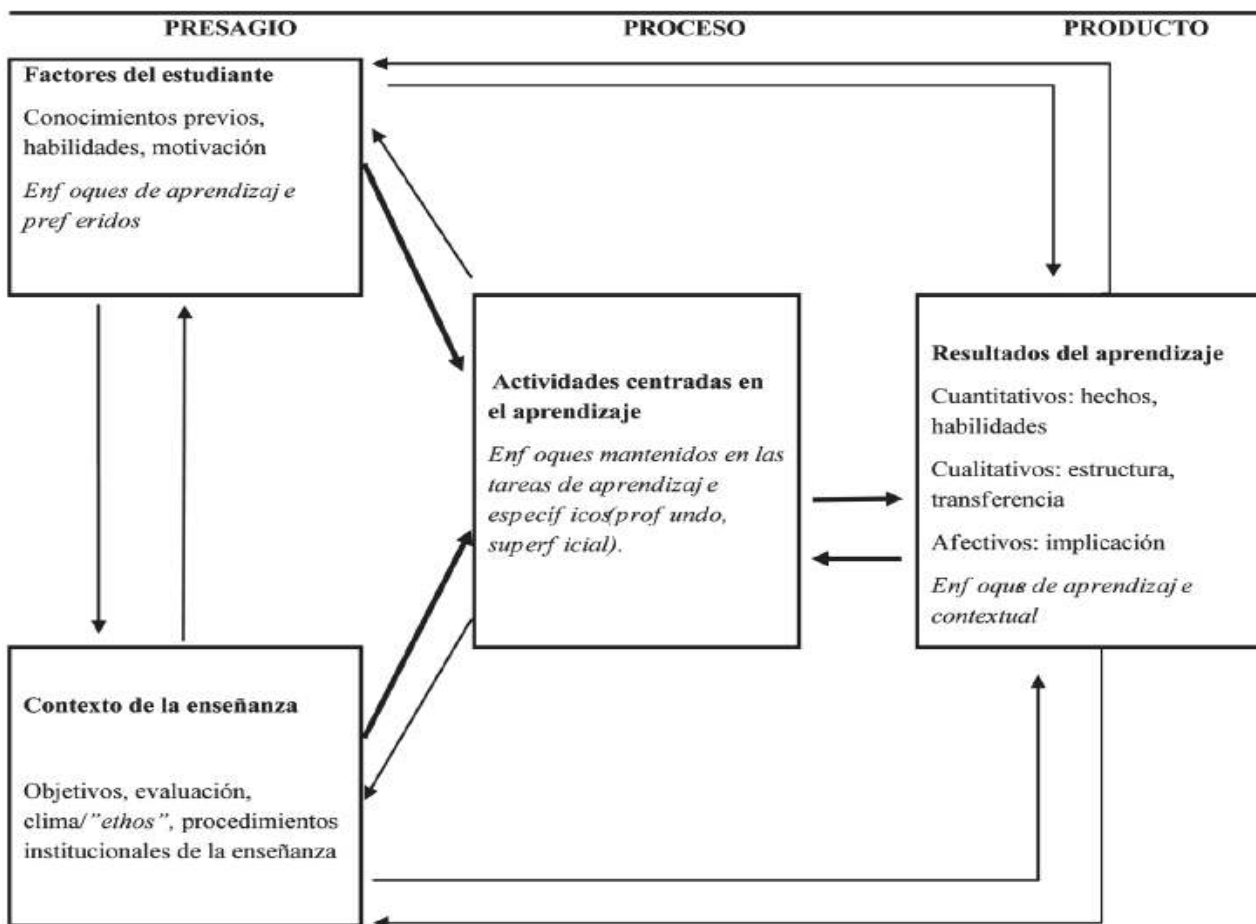 PRESAGIO
PROCESO
PRODUCTO
Factores del estudiante
Conocimientos previos,
habilidades, motivación
Enf oques de aprendizaj e
pref eridos
Actividades centradas en
el aprendizaje
Enf oques mantenidos en las
tareas de aprendizaj e
específ icos(prof undo,
superf icial).
Resultados del aprendizaje
Cuantitativos: hechos,
habilidades
Cualitativos: estructura,
transferencia
Afectivos: implicación
Enf oque de aprendizaj e
contextual
Contexto de la enseñanza
Objetivos, evaluación,
clima/"ethos", procedimientos
institucionales de la enseñanza